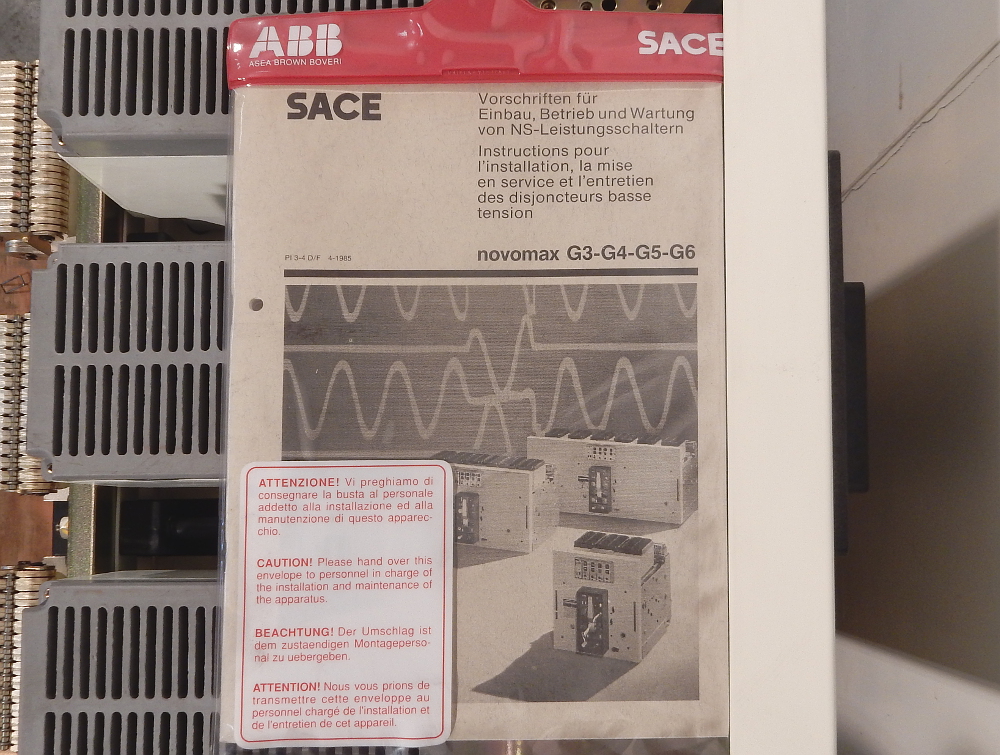 ABB
ASEA BROWN BOVERI
SACE
SACE
Vorschriften für
Einbau, Betrieb und Wartung
von NS-Leistungsschaltern
Instructions pour
l'installation, la mise
en service et l'entretien
des disjoncteurs basse
tension
PI 3-4 D/F 4-1985
novomax G3-G4-G5-G6
ATTENZIONE! Vi preghiamo di
consegnare la busta al personale
addetto alla installazione ed alla
manutenzione di questo apparec-
chio.
CAUTION! Please hand over this
envelope to personnel in charge of
the installation and maintenance of
the apparatus.
BEACHTUNG! Der Umschlag ist
dem zustaendigen Montageperso-
nal zu uebergeben.
ATTENTION! Nous vous prions de
transmettre cette enveloppe au
personnel chargé de l'installation et
de l'entretien de cet appareil.